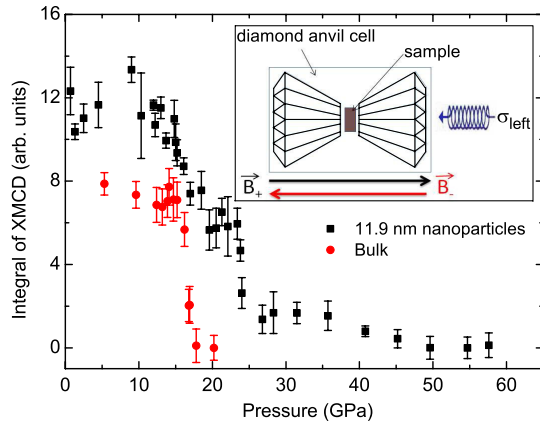 16
12
8
4
0
Integral of XMCD (arb. units)
0
10
20
30
40
50
60
Pressure (GPa)
diamond anvil cell
sample
σleft
B+
B-
11.9 nm nanoparticles
Bulk